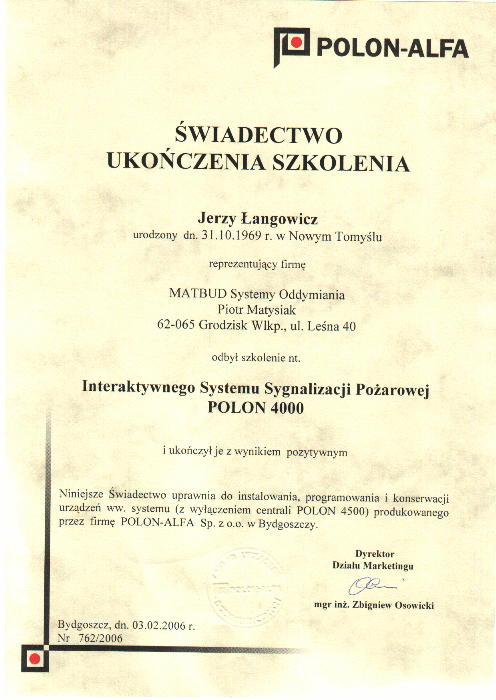 POLON-ALFA
ŚWIADECTWO
UKOŃCZENIA SZKOLENIA
Jerzy Łangowicz
urodzony dn. 31.10.1969 r. w Nowym Tomyślu
reprezentujący firmę
MATBUD Systemy Oddymiania
Piotr Matysiak
62-065 Grodzisk Wlkp., ul. Leśna 40
odbył szkolenie nt.
Interaktywnego Systemu Sygnalizacji Pożarowej
POLON 4000
i ukończył je z wynikiem pozytywnym
Niniejsze Świadectwo uprawnia do instalowania, programowania i konserwacji
urządzeń ww. systemu (z wyłączeniem centrali POLON 4500) produkowanego
przez firmę POLON-ALFA Sp. z o.o. w Bydgoszczy.
Dyrektor
Działu Marketingu
mgr inż. Zbigniew Osowicki
Bydgoszcz, dn. 03.02.2006 r.
Nr 762/2006